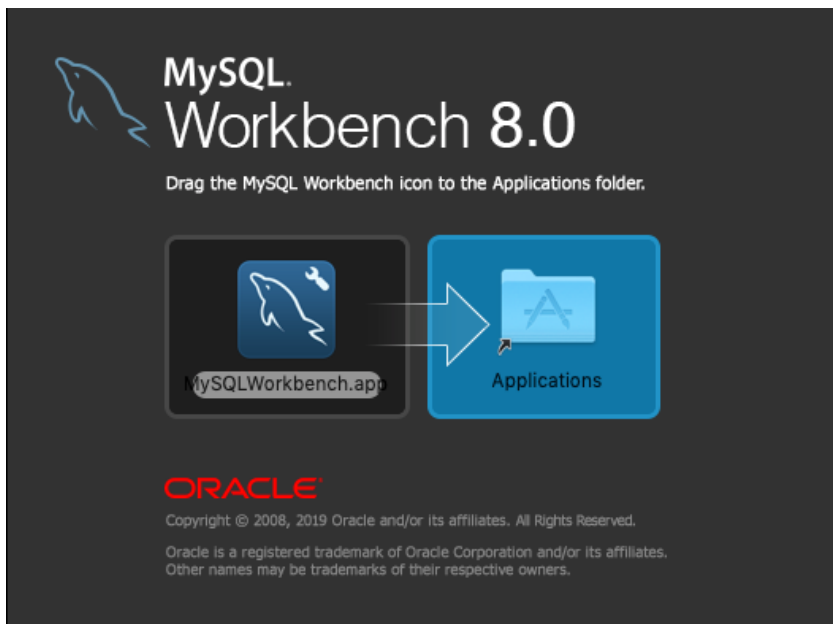 MySQL.
Workbench 8.0
Drag the MySQL Workbench icon to the Applications folder.
MySQLWorkbench.app
Applications
ORACLE
Copyright © 2008, 2019 Oracle and/or its affiliates. All Rights Reserved.
Oracle is a registered trademark of Oracle Corporation and/or its affiliates.
Other names may be trademarks of their respective owners.